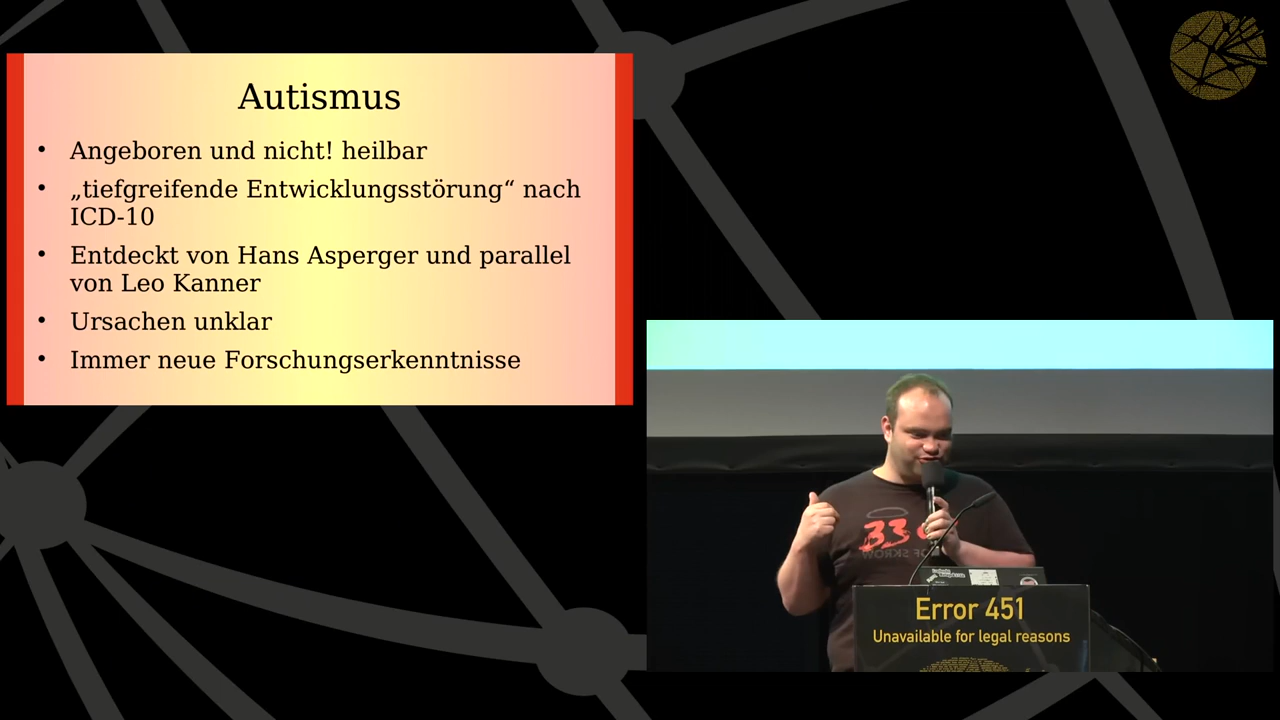 Autismus
• Angeboren und nicht! heilbar
• „tiefgreifende Entwicklungsstörung“ nach
ICD-10
• Entdeckt von Hans Asperger und parallel
von Leo Kanner
• Ursachen unklar
• Immer neue Forschungserkenntnisse
Error 451
Unavailable for legal reasons